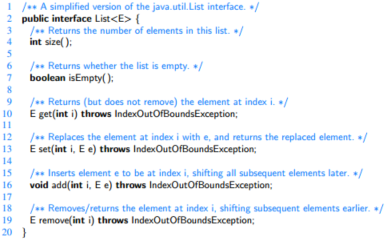 1 /** A simplified version of the java.util.List interface. */
2 public interface List<E> {
3 /** Returns the number of elements in this list. */
4 int size();
5
6 /** Returns whether the list is empty. */
7 boolean isEmpty();
8
9 /** Returns (but does not remove) the element at index i. */
10 E get(int i) throws IndexOutOfBoundsException;
11
12 /** Replaces the element at index i with e, and returns the replaced element. */
13 E set(int i, E e) throws IndexOutOfBoundsException;
14
15 /** Inserts element e to be at index i, shifting all subsequent elements later. */
16 void add(int i, E e) throws IndexOutOfBoundsException;
17
18 /** Removes/returns the element at index i, shifting subsequent elements earlier. */
19 E remove(int i) throws IndexOutOfBoundsException;
20 }